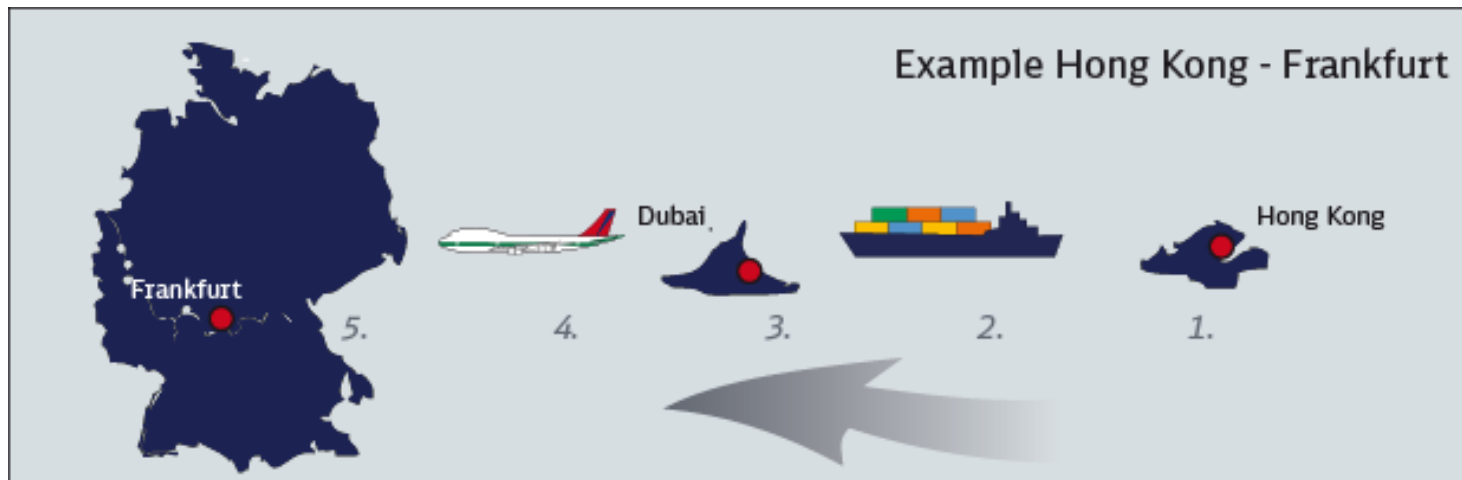 Example Hong Kong - Frankfurt
Dubai
Hong Kong
Frankfurt
5.
4.
3.
2.
1.